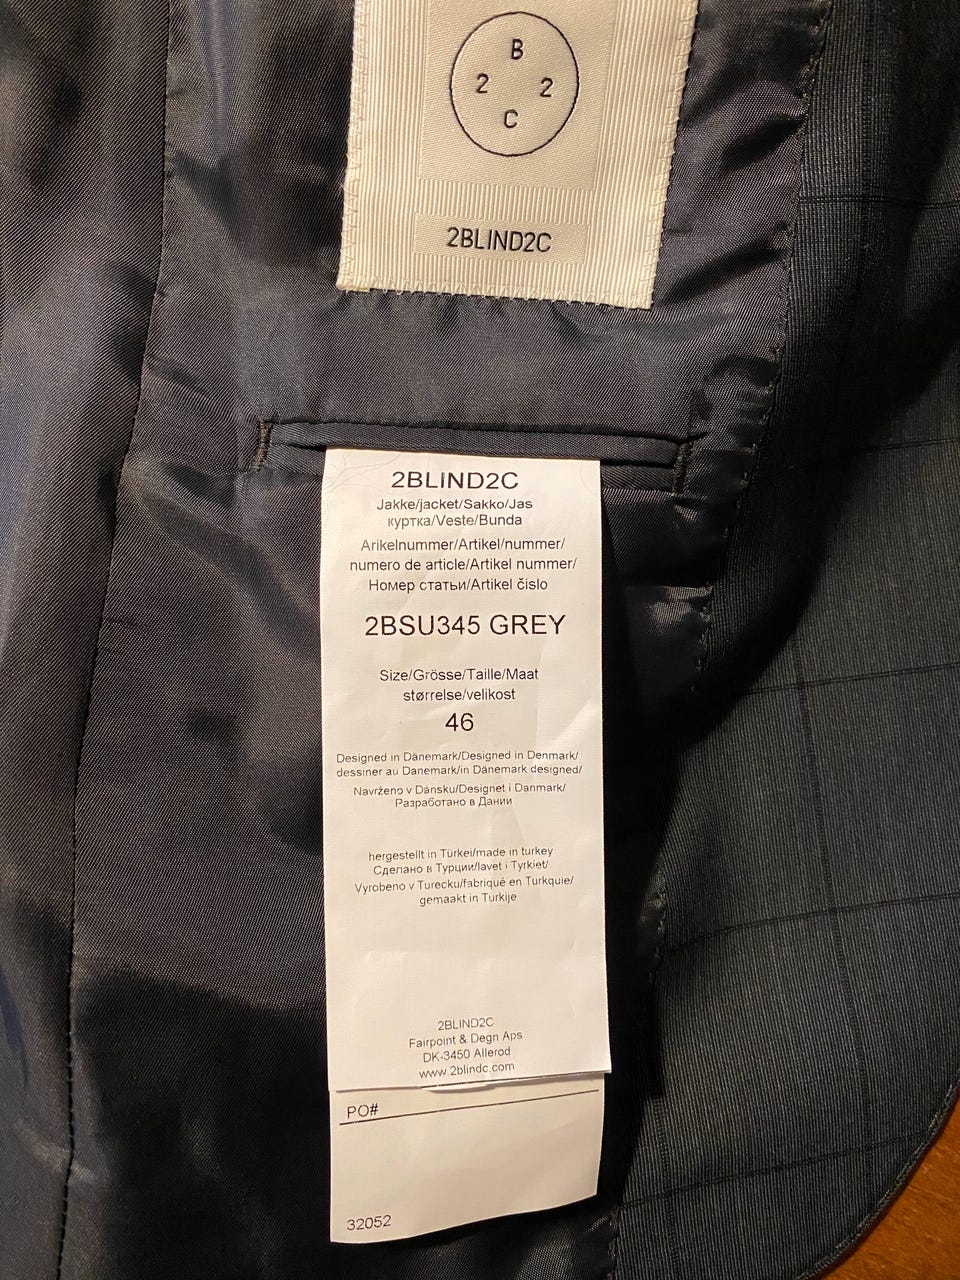 B
2 2
C
2BLIND2C
2BLIND2C
Jakke/jacket/Sakko/Jas
куртка/Veste/Bunda
Arikelnummer/Artikel/nummer/
numero de article/Artikel nummer/
Номер статьи/Artikel čislo
2BSU345 GREY
Size/Grösse/Taille/Maat
størrelse/velikost
46
Designed in Dänemark/Designed in Denmark/
dessiner au Danemark/in Dänemark designed/
Navrženo v Dánsku/Designet i Danmark/
Разработано в Дании
hergestellt in Türkei/made in turkey
Сделано в Турции/lavet i Tyrkiet/
Vyrobeno v Turecku/fabriqué en Turkquie/
gemaakt in Turkije
2BLIND2C
Fairpoint & Degn Aps
DK-3450 Allerod
www.2blindc.com
PO#
32052